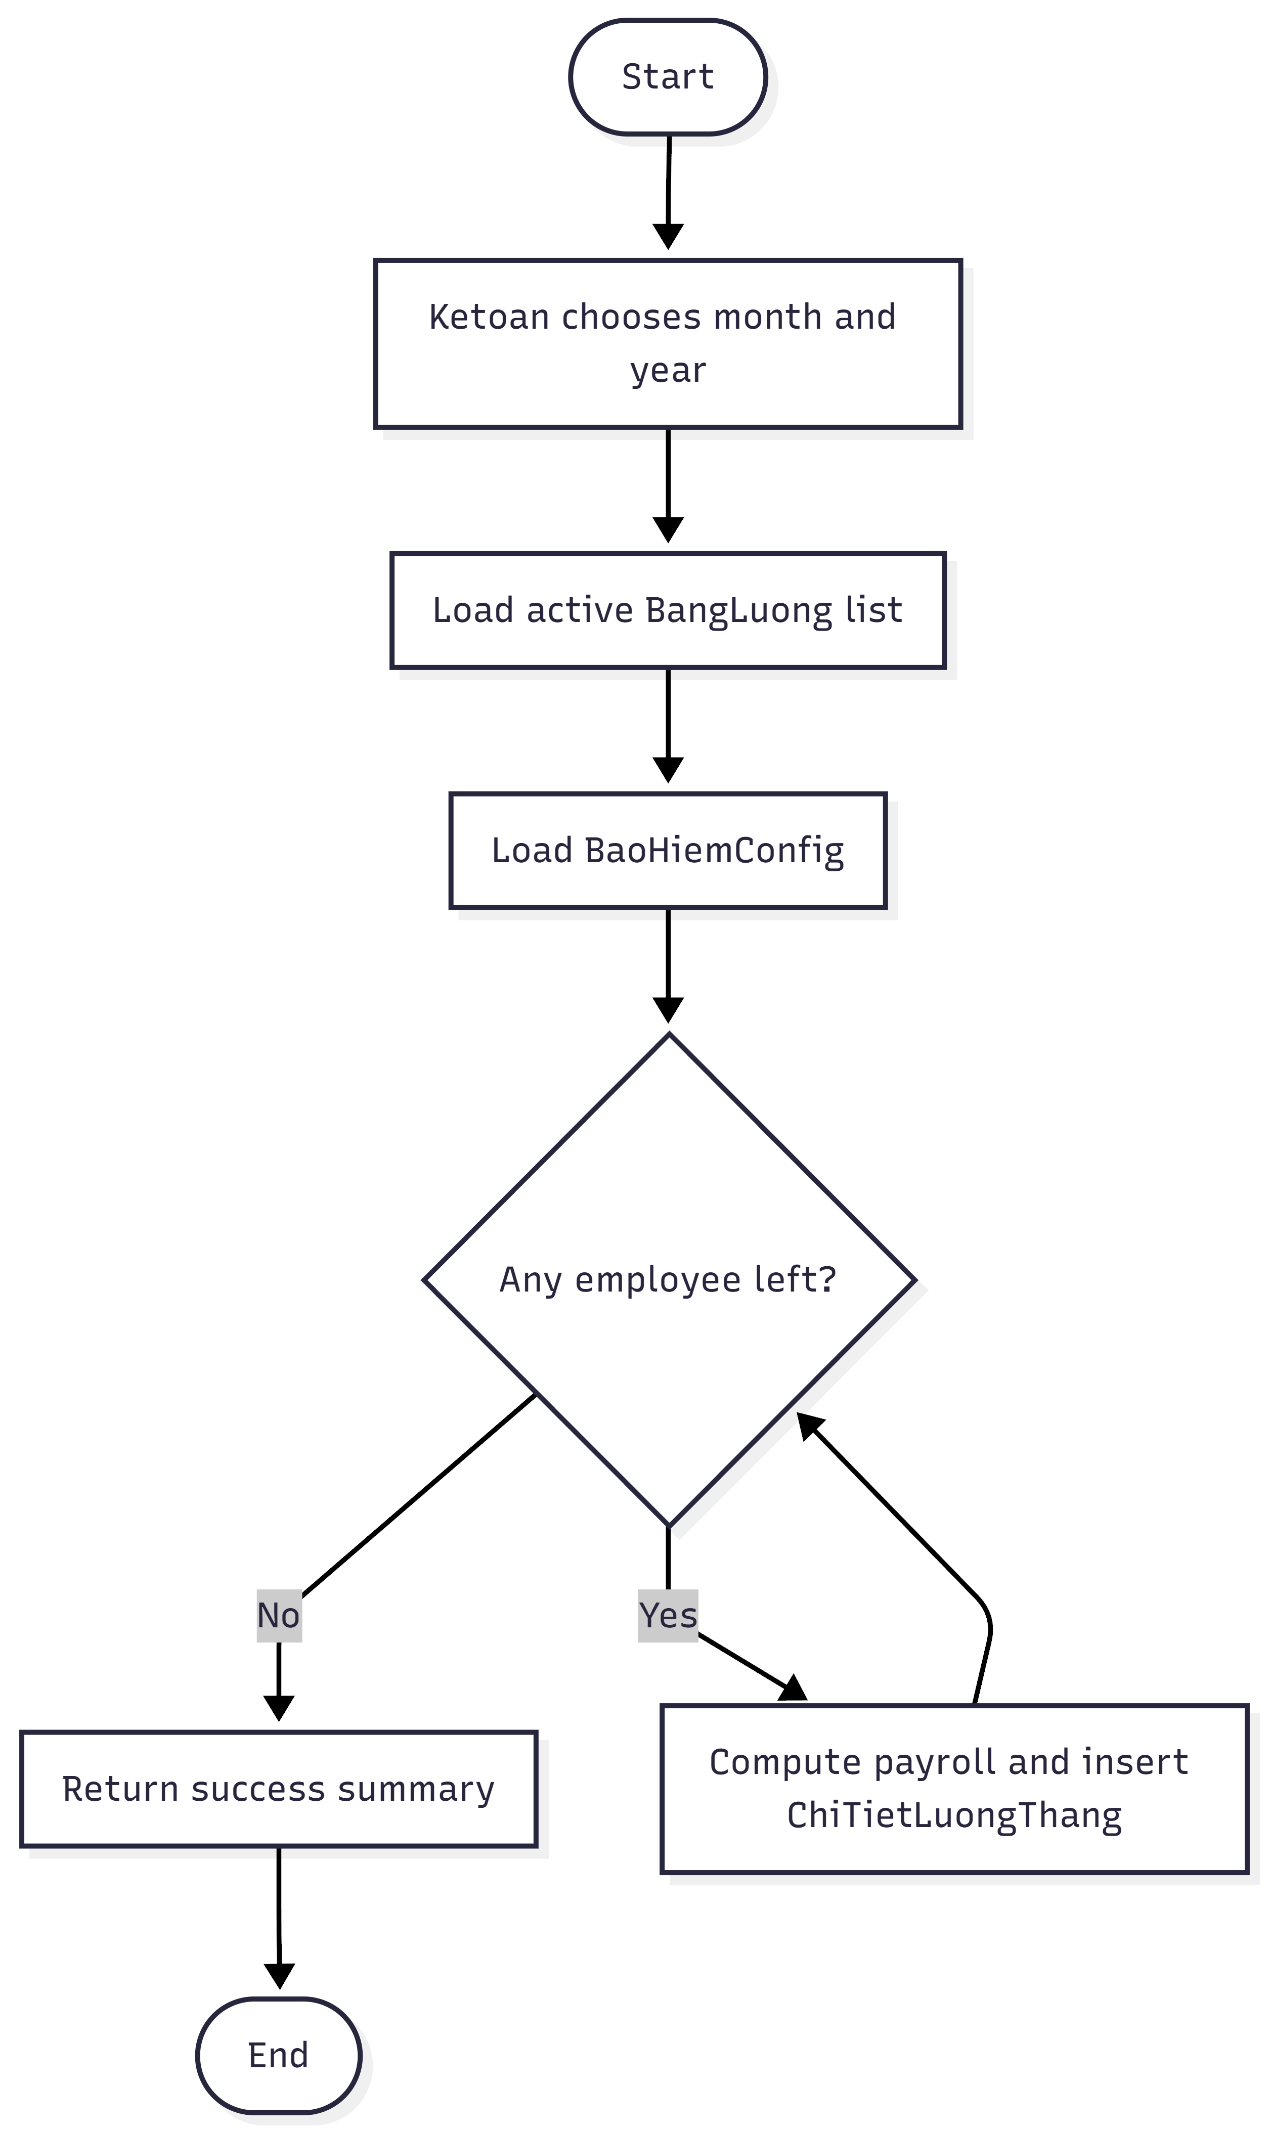 Start
Ketoan chooses month and
year
Load active BangLuong list
Load BaoHiemConfig
Any employee left?
No
Yes
Return success summary
Compute payroll and insert
ChiTietLuongThang
End